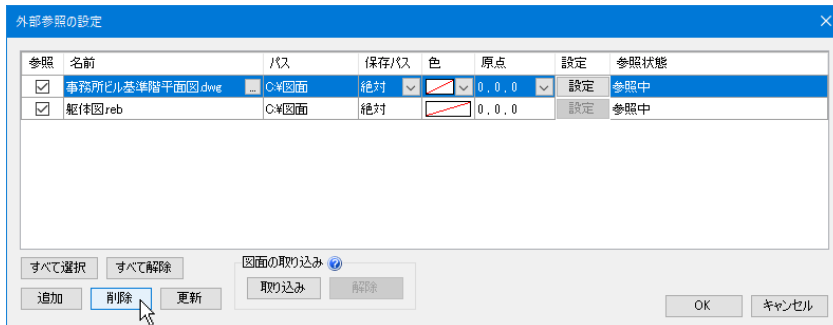 外部参照の設定
参照 名前 パス 保存パス 色 原点 設定 参照状態
事務所ビル基準階平面図.dwg ... C:¥図面 絶対 0,0,0 設定 参照中
躯体図.reb C:¥図面 絶対 0,0,0 設定 参照中
すべて選択 すべて解除 図面の取り込み ?
追加 削除 更新 取り込み 解除
OK キャンセル